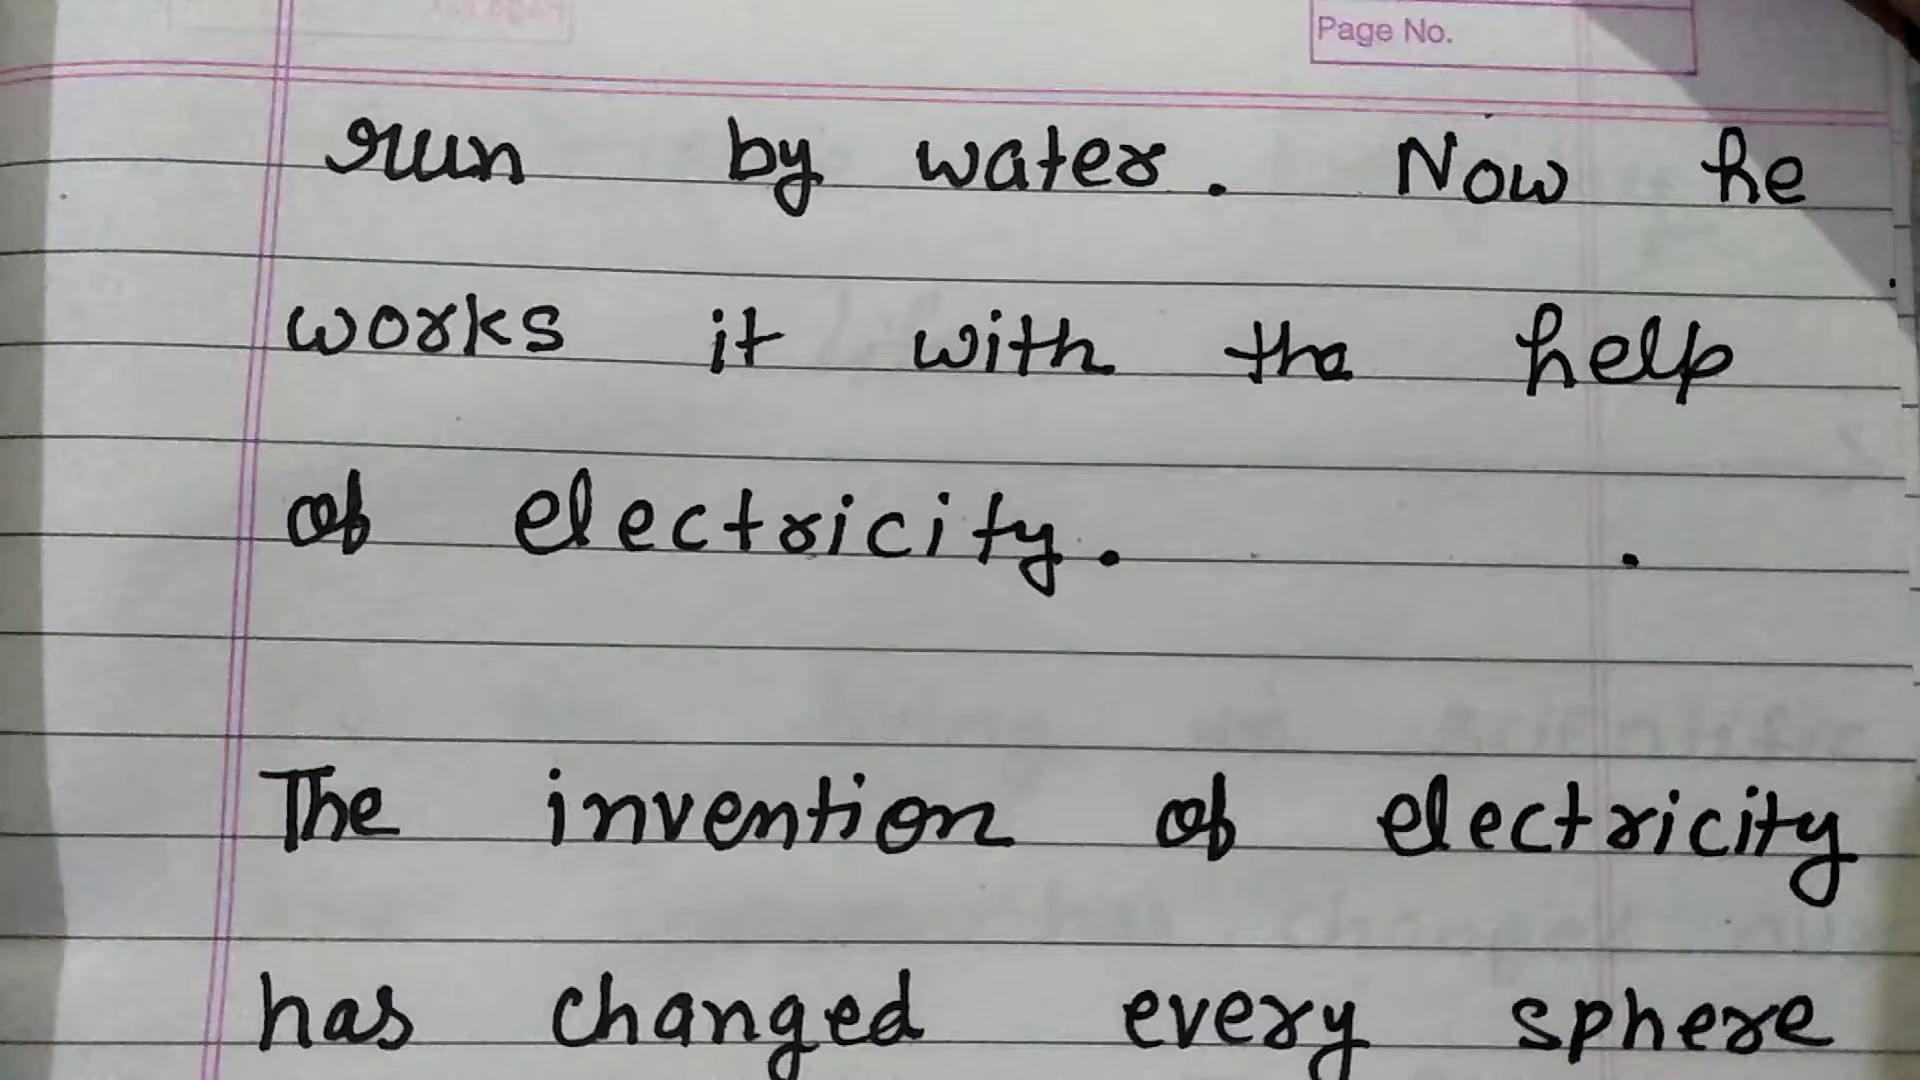 Page No.
run by water. Now he
works it with the help
of electricity.
The invention of electricity
has changed every sphere